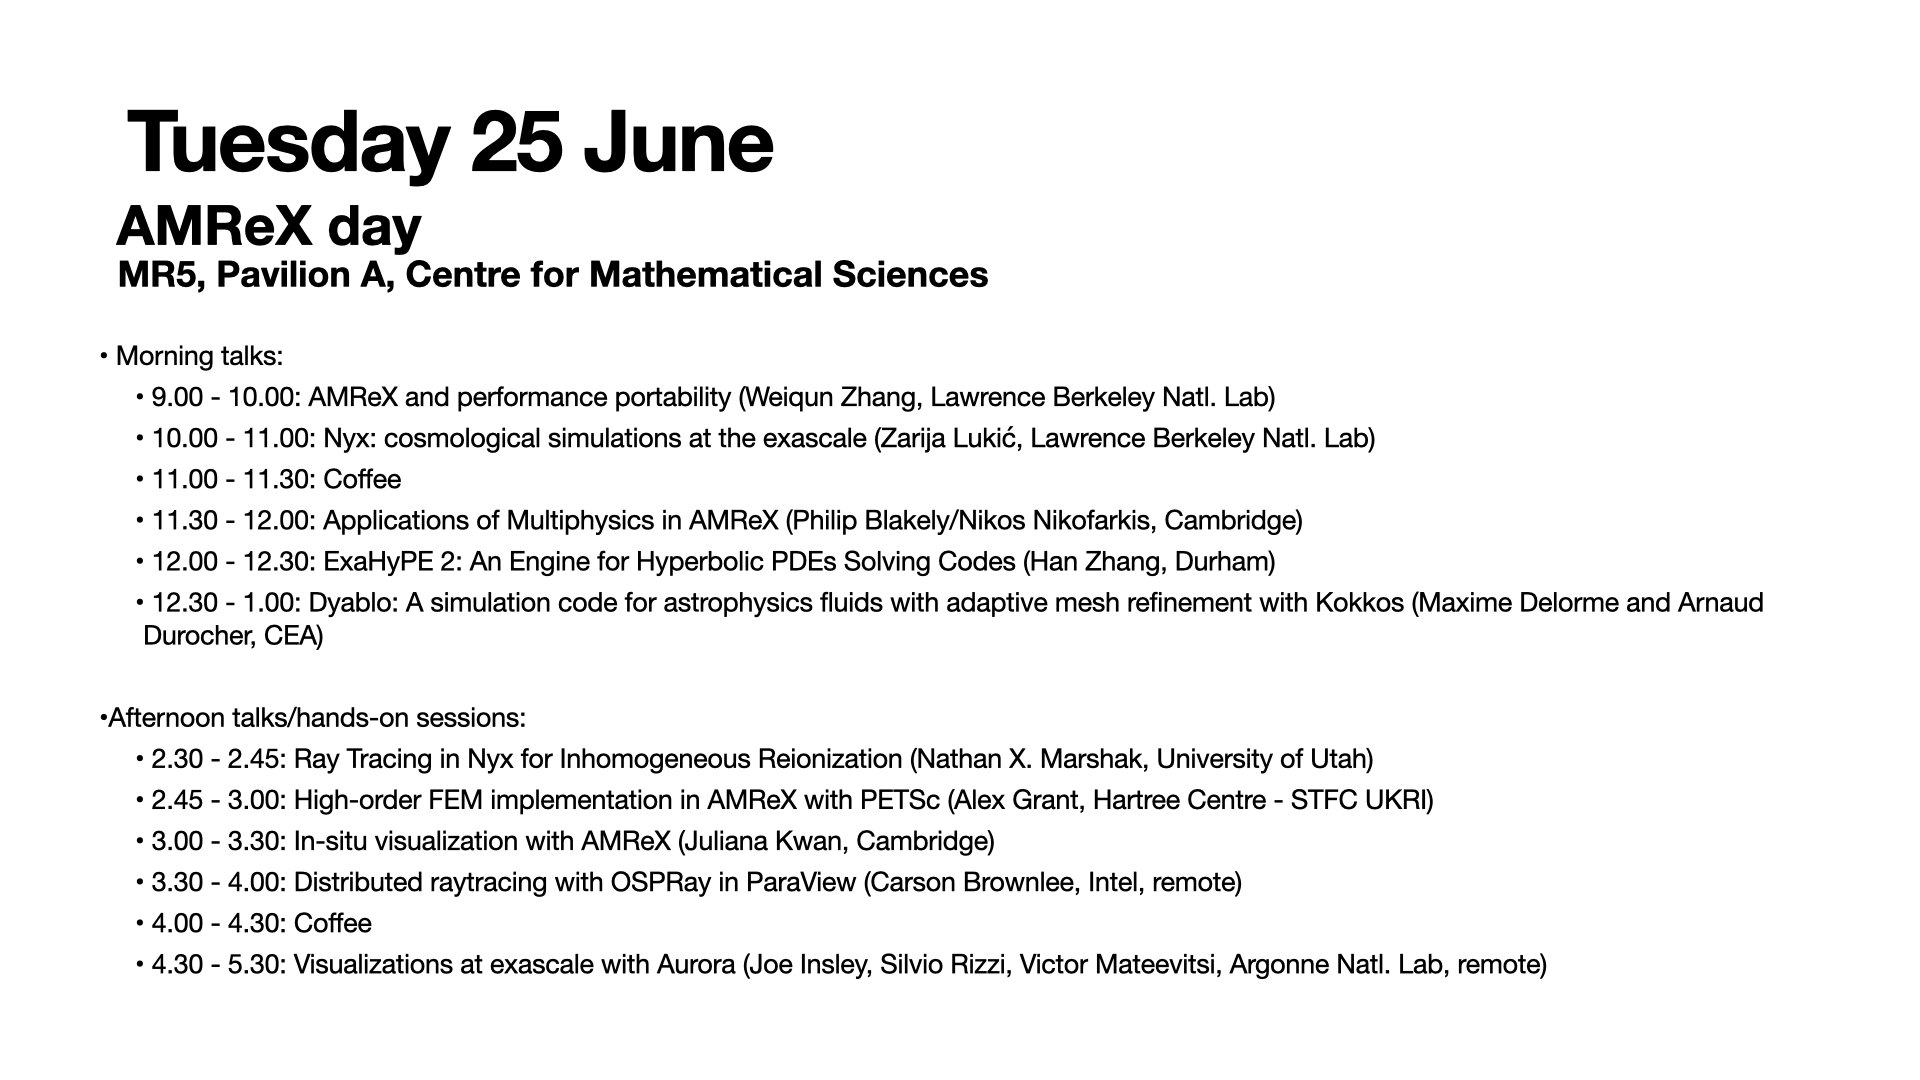 Tuesday 25 June
AMReX day
MR5, Pavilion A, Centre for Mathematical Sciences
• Morning talks:
• 9.00 - 10.00: AMReX and performance portability (Weiqun Zhang, Lawrence Berkeley Natl. Lab)
• 10.00 - 11.00: Nyx: cosmological simulations at the exascale (Zarija Lukić, Lawrence Berkeley Natl. Lab)
• 11.00 - 11.30: Coffee
• 11.30 - 12.00: Applications of Multiphysics in AMReX (Philip Blakely/Nikos Nikofarkis, Cambridge)
• 12.00 - 12.30: ExaHyPE 2: An Engine for Hyperbolic PDEs Solving Codes (Han Zhang, Durham)
• 12.30 - 1.00: Dyablo: A simulation code for astrophysics fluids with adaptive mesh refinement with Kokkos (Maxime Delorme and Arnaud
Durocher, CEA)
•Afternoon talks/hands-on sessions:
• 2.30 - 2.45: Ray Tracing in Nyx for Inhomogeneous Reionization (Nathan X. Marshak, University of Utah)
• 2.45 - 3.00: High-order FEM implementation in AMReX with PETSc (Alex Grant, Hartree Centre - STFC UKRI)
• 3.00 - 3.30: In-situ visualization with AMReX (Juliana Kwan, Cambridge)
• 3.30 - 4.00: Distributed raytracing with OSPRay in ParaView (Carson Brownlee, Intel, remote)
• 4.00 - 4.30: Coffee
• 4.30 - 5.30: Visualizations at exascale with Aurora (Joe Insley, Silvio Rizzi, Victor Mateevitsi, Argonne Natl. Lab, remote)